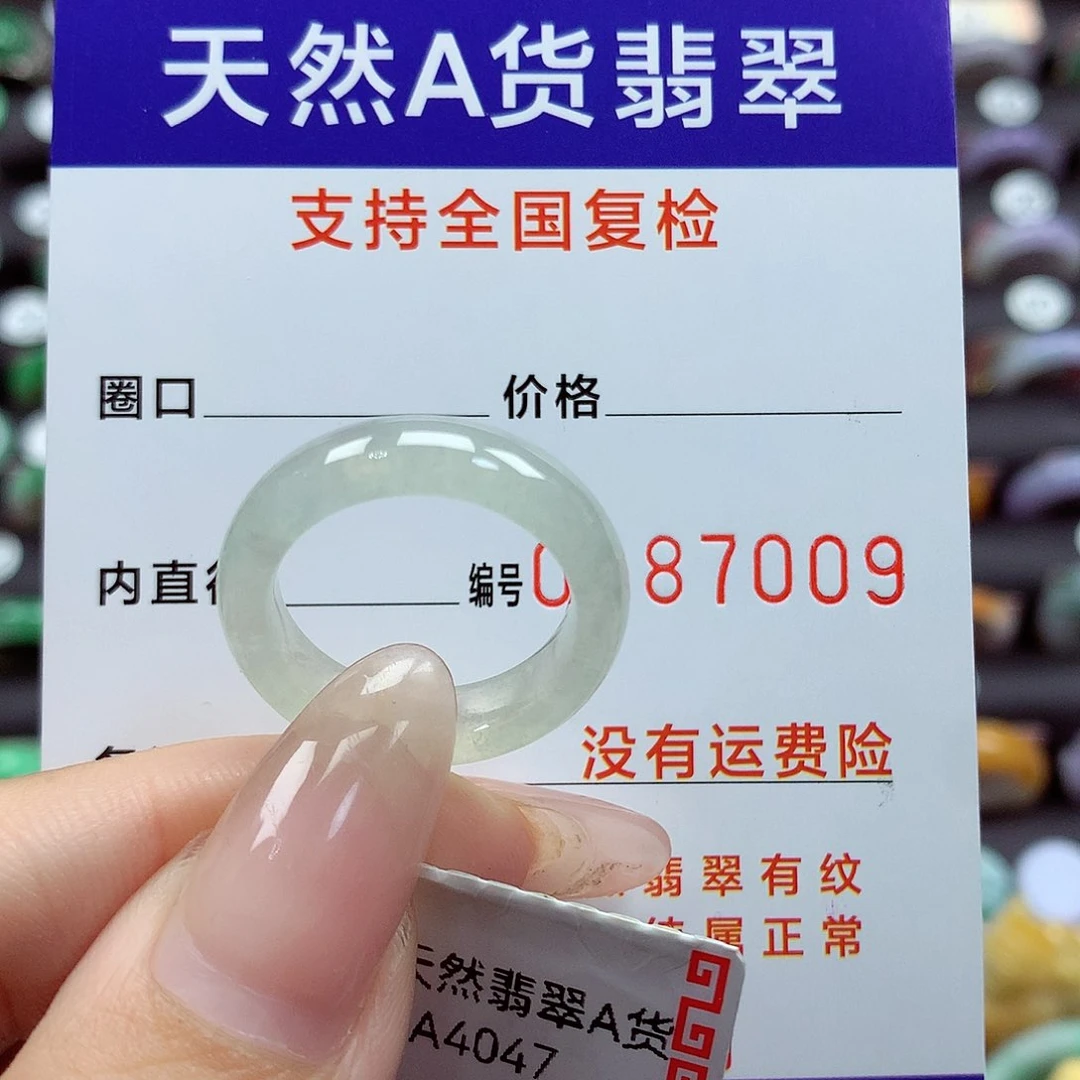 天然A货翡翠
支持全国复检
圈口 价格
内直 编号 87009
没有运费险
翡翠有纹
属正常
天然翡翠A货
A4047